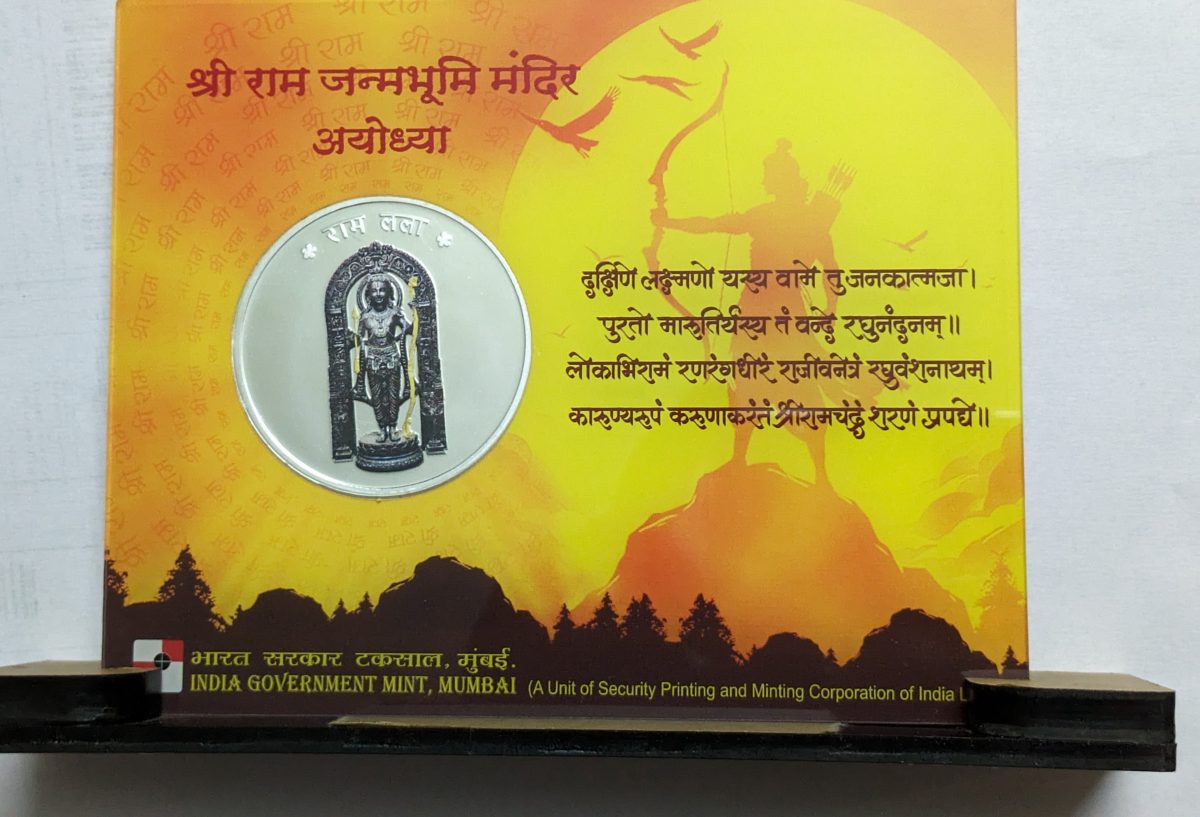 श्री राम जन्मभूमि मंदिर
अयोध्या
राम लला
दक्षिणे लक्ष्मणो यस्य वामे तु जनकात्मजा।
पुरतो मारुतिर्यस्य तं वन्दे रघुनंदनम्॥
लोकाभिरामं रणरंगधीरं राजीवनेत्रं रघुवंशनाथम्।
कारुण्यरुपं करुणाकरंतं श्रीरामचंद्रं शरणं प्रपद्ये॥
भारत सरकार टकसाल, मुंबई.
INDIA GOVERNMENT MINT, MUMBAI (A Unit of Security Printing and Minting Corporation of India L